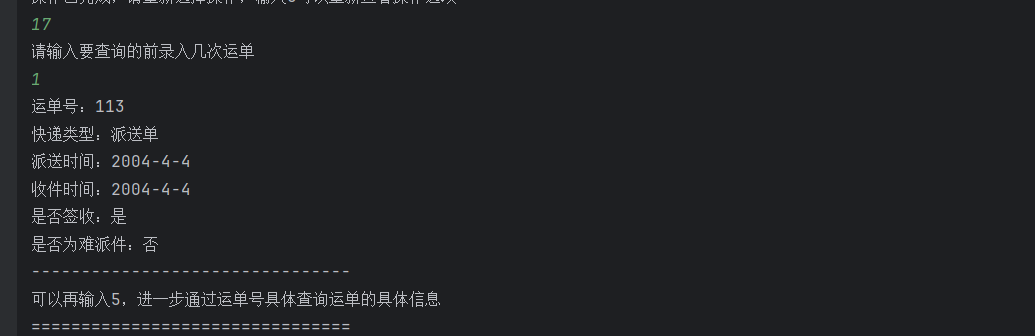 17
请输入要查询的前录入几次运单
1
运单号：113
快递类型：派送单
派送时间：2004-4-4
收件时间：2004-4-4
是否签收：是
是否为难派件：否
--------------------------------
可以再输入5，进一步通过运单号具体查询运单的具体信息
================================